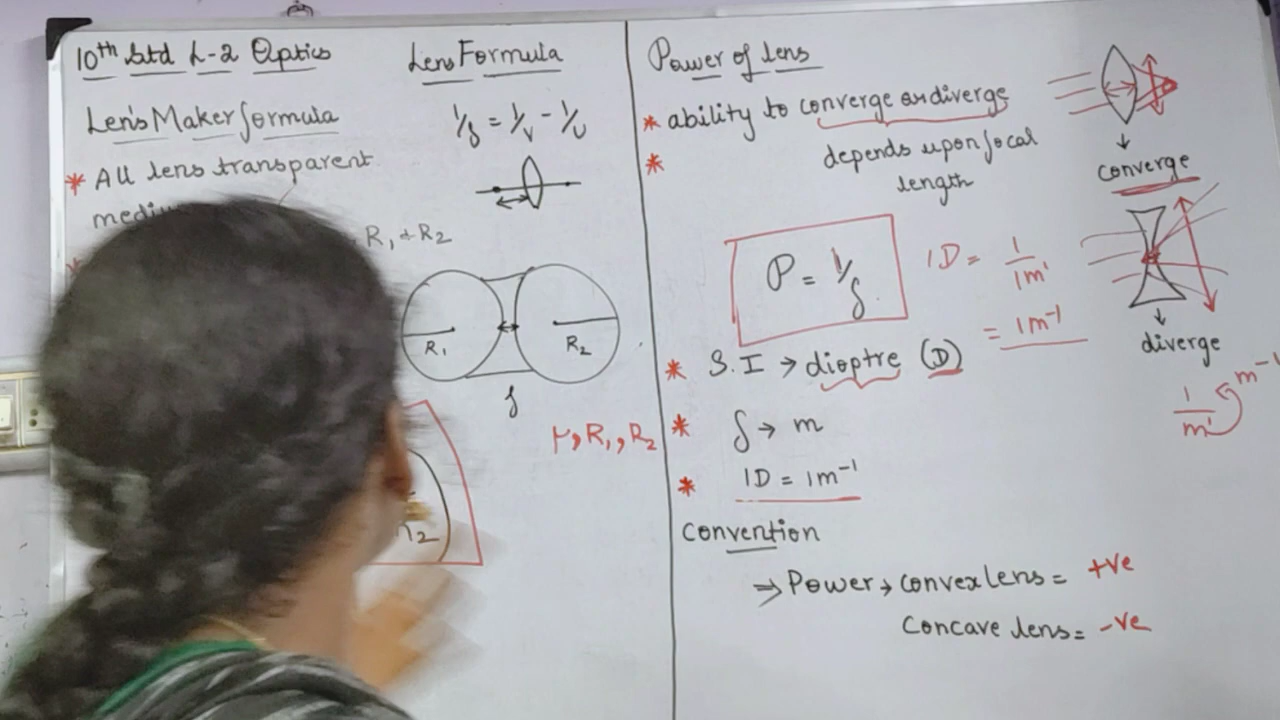 10th Std L-2 Optics
Lens Formula
Len's Maker formula
1/f = 1/v - 1/u
* All lens transparent
R1 + R2
R1
R2
f
μ, R1, R2
Power of lens
* ability to converge or diverge
* depends upon focal
length
P = 1/f
1D = 1/1m
= 1m⁻¹
* S.I → dioptre (D)
* f → m
* 1D = 1m⁻¹
Convention
⇒ Power → convex lens = +ve
Concave lens = -ve
↓
converge
↓
diverge
1/m m⁻¹